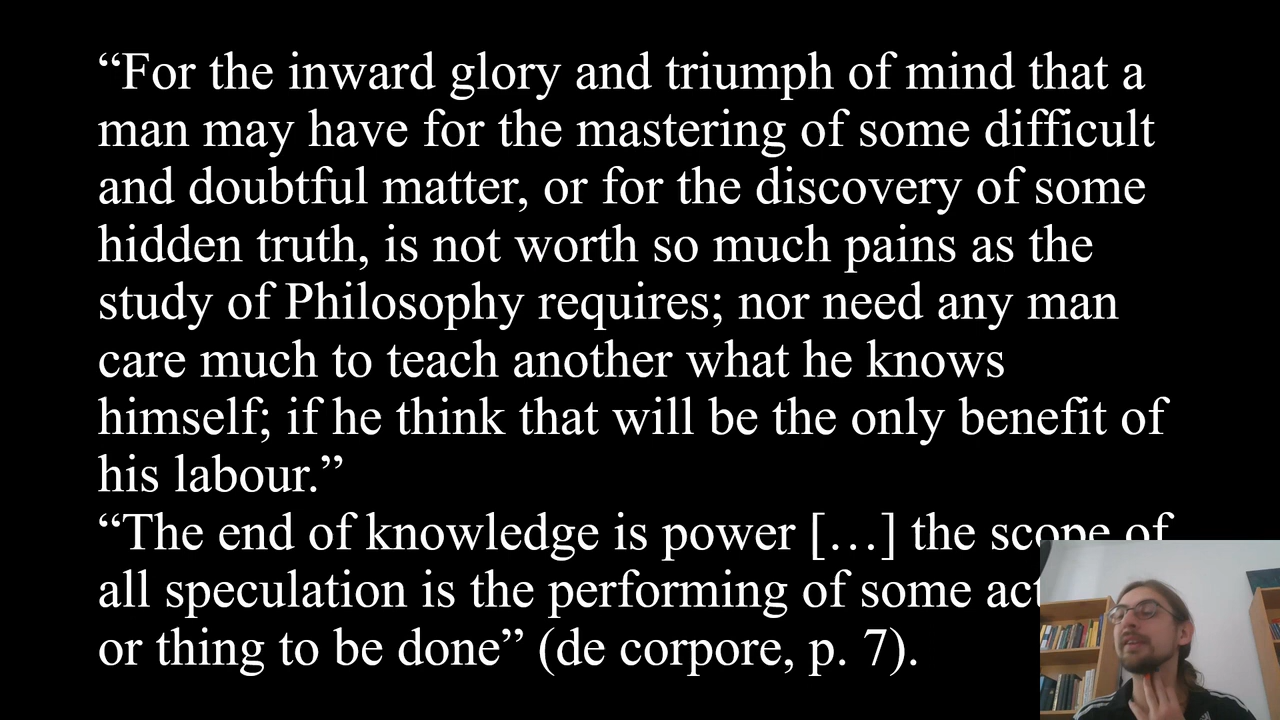 “For the inward glory and triumph of mind that a
man may have for the mastering of some difficult
and doubtful matter, or for the discovery of some
hidden truth, is not worth so much pains as the
study of Philosophy requires; nor need any man
care much to teach another what he knows
himself; if he think that will be the only benefit of
his labour.”
“The end of knowledge is power […] the scope of
all speculation is the performing of some act
or thing to be done” (de corpore, p. 7).